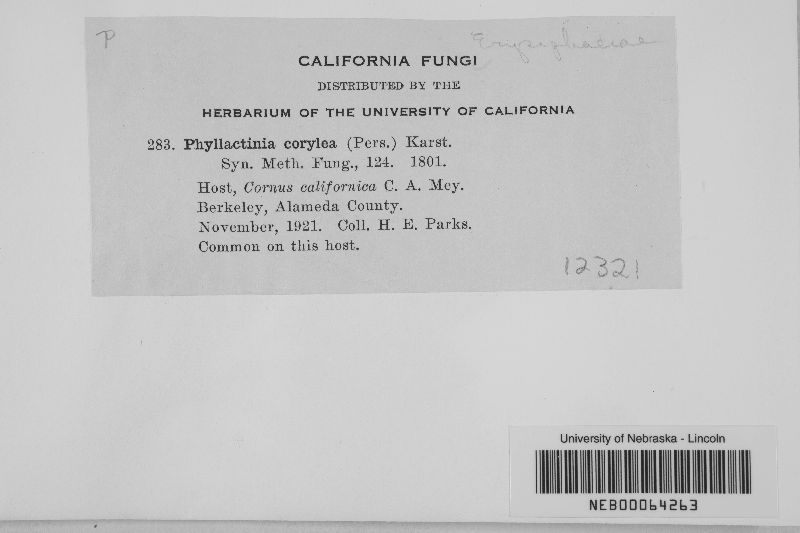 P
Erysiphaceae
CALIFORNIA FUNGI
DISTRIBUTED BY THE
HERBARIUM OF THE UNIVERSITY OF CALIFORNIA
283. Phyllactinia corylea (Pers.) Karst.
Syn. Meth. Fung., 124. 1801.
Host, Cornus californica C. A. Mey.
Berkeley, Alameda County.
November, 1921. Coll. H. E. Parks.
Common on this host.
12321
University of Nebraska - Lincoln
NEB00064263